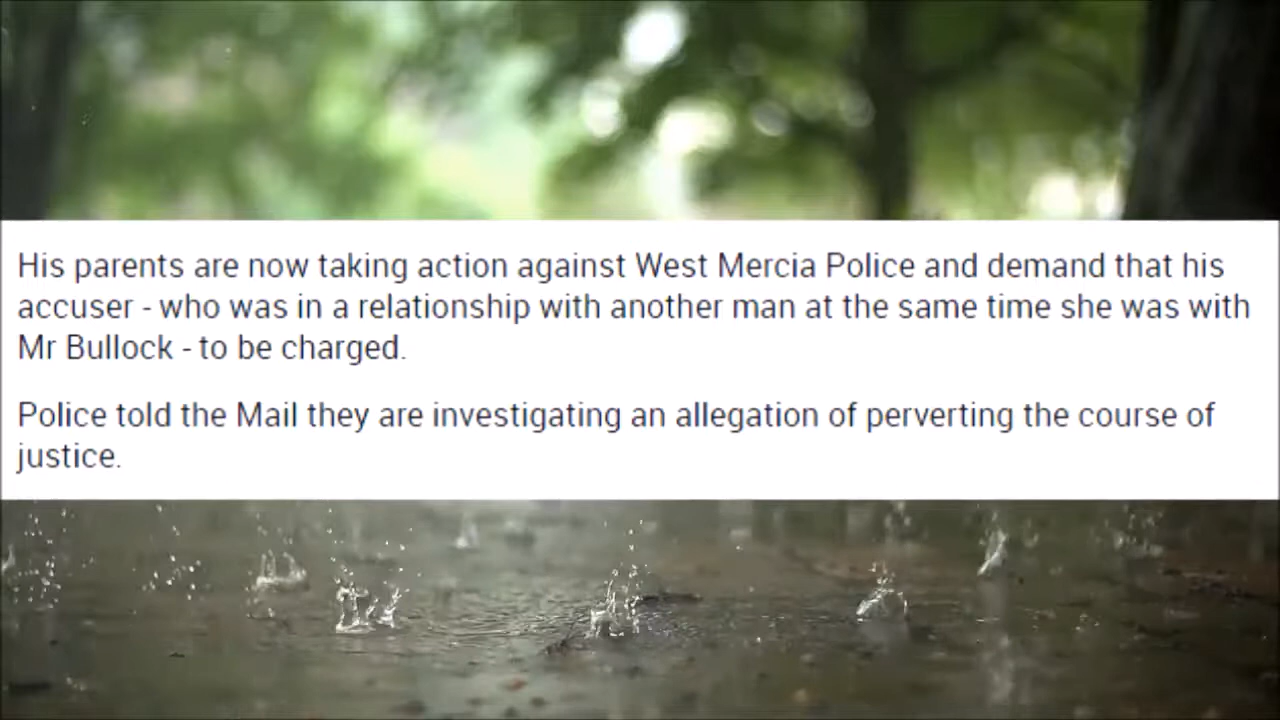 His parents are now taking action against West Mercia Police and demand that his
accuser - who was in a relationship with another man at the same time she was with
Mr Bullock - to be charged.
Police told the Mail they are investigating an allegation of perverting the course of
justice.